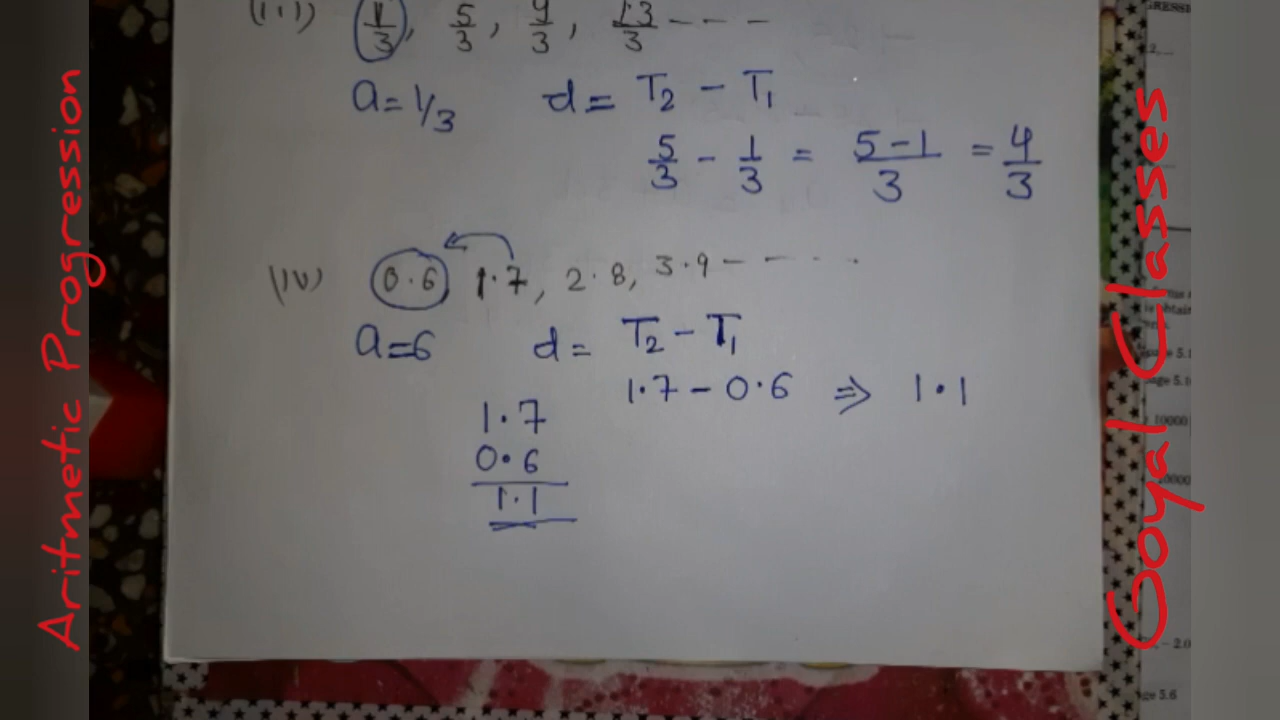 Aritmetic Progression
(iii) 1/3, 5/3, 9/3, 13/3 - - - -
a = 1/3 d = T₂ - T₁
5/3 - 1/3 = (5-1)/3 = 4/3
(iv) 0.6 1.7, 2.8, 3.9 - - - - .
a=6 d = T₂ - T₁
1.7 - 0.6 ⇒ 1.1
1.7
0.6
1.1
Goyal Classes